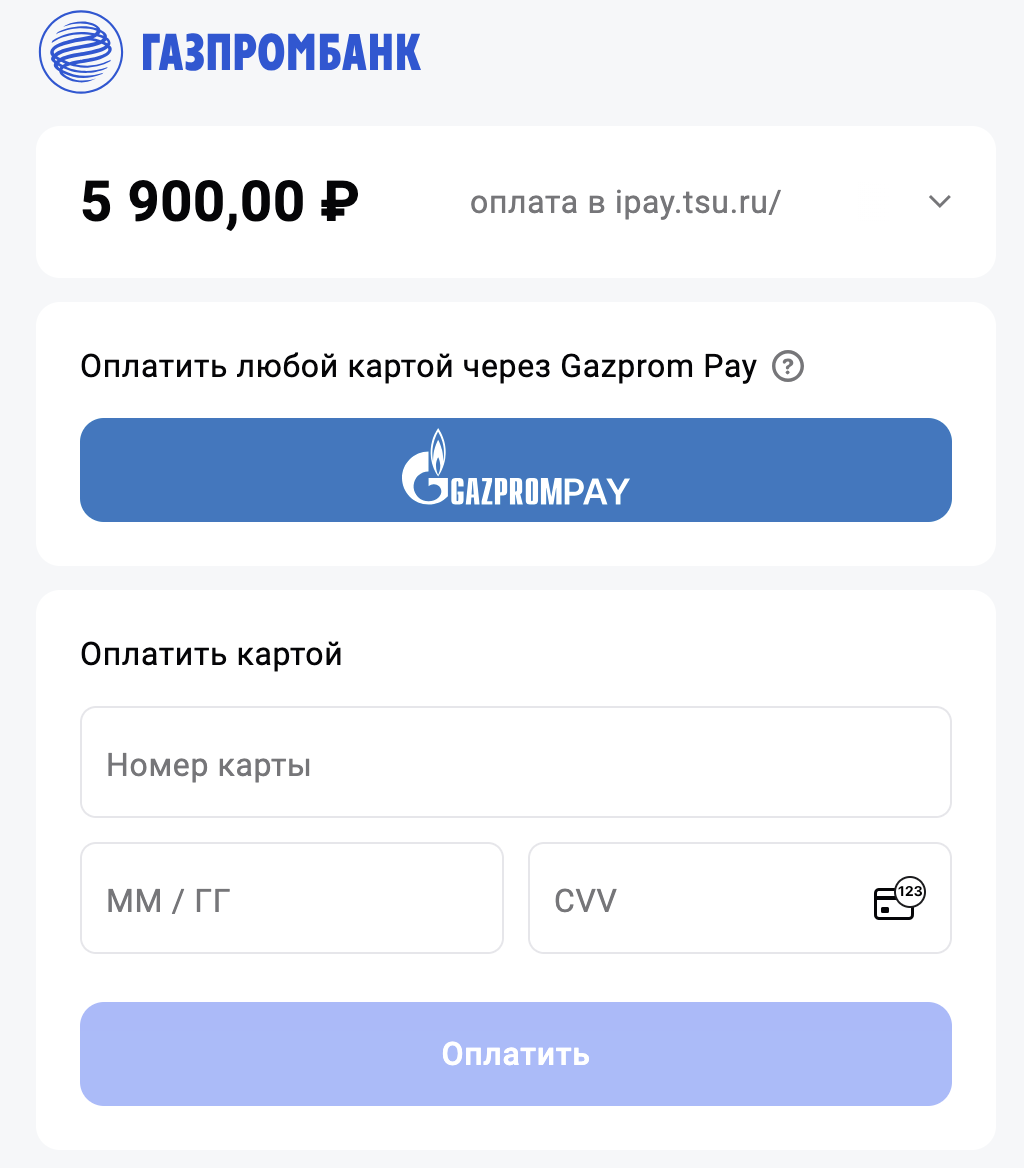 ГАЗПРОМБАНК
5 900,00 ₽
оплата в ipay.tsu.ru/
Оплатить любой картой через Gazprom Pay ?
GAZPROMPAY
Оплатить картой
Номер карты
ММ / ГГ
CVV
123
Оплатить